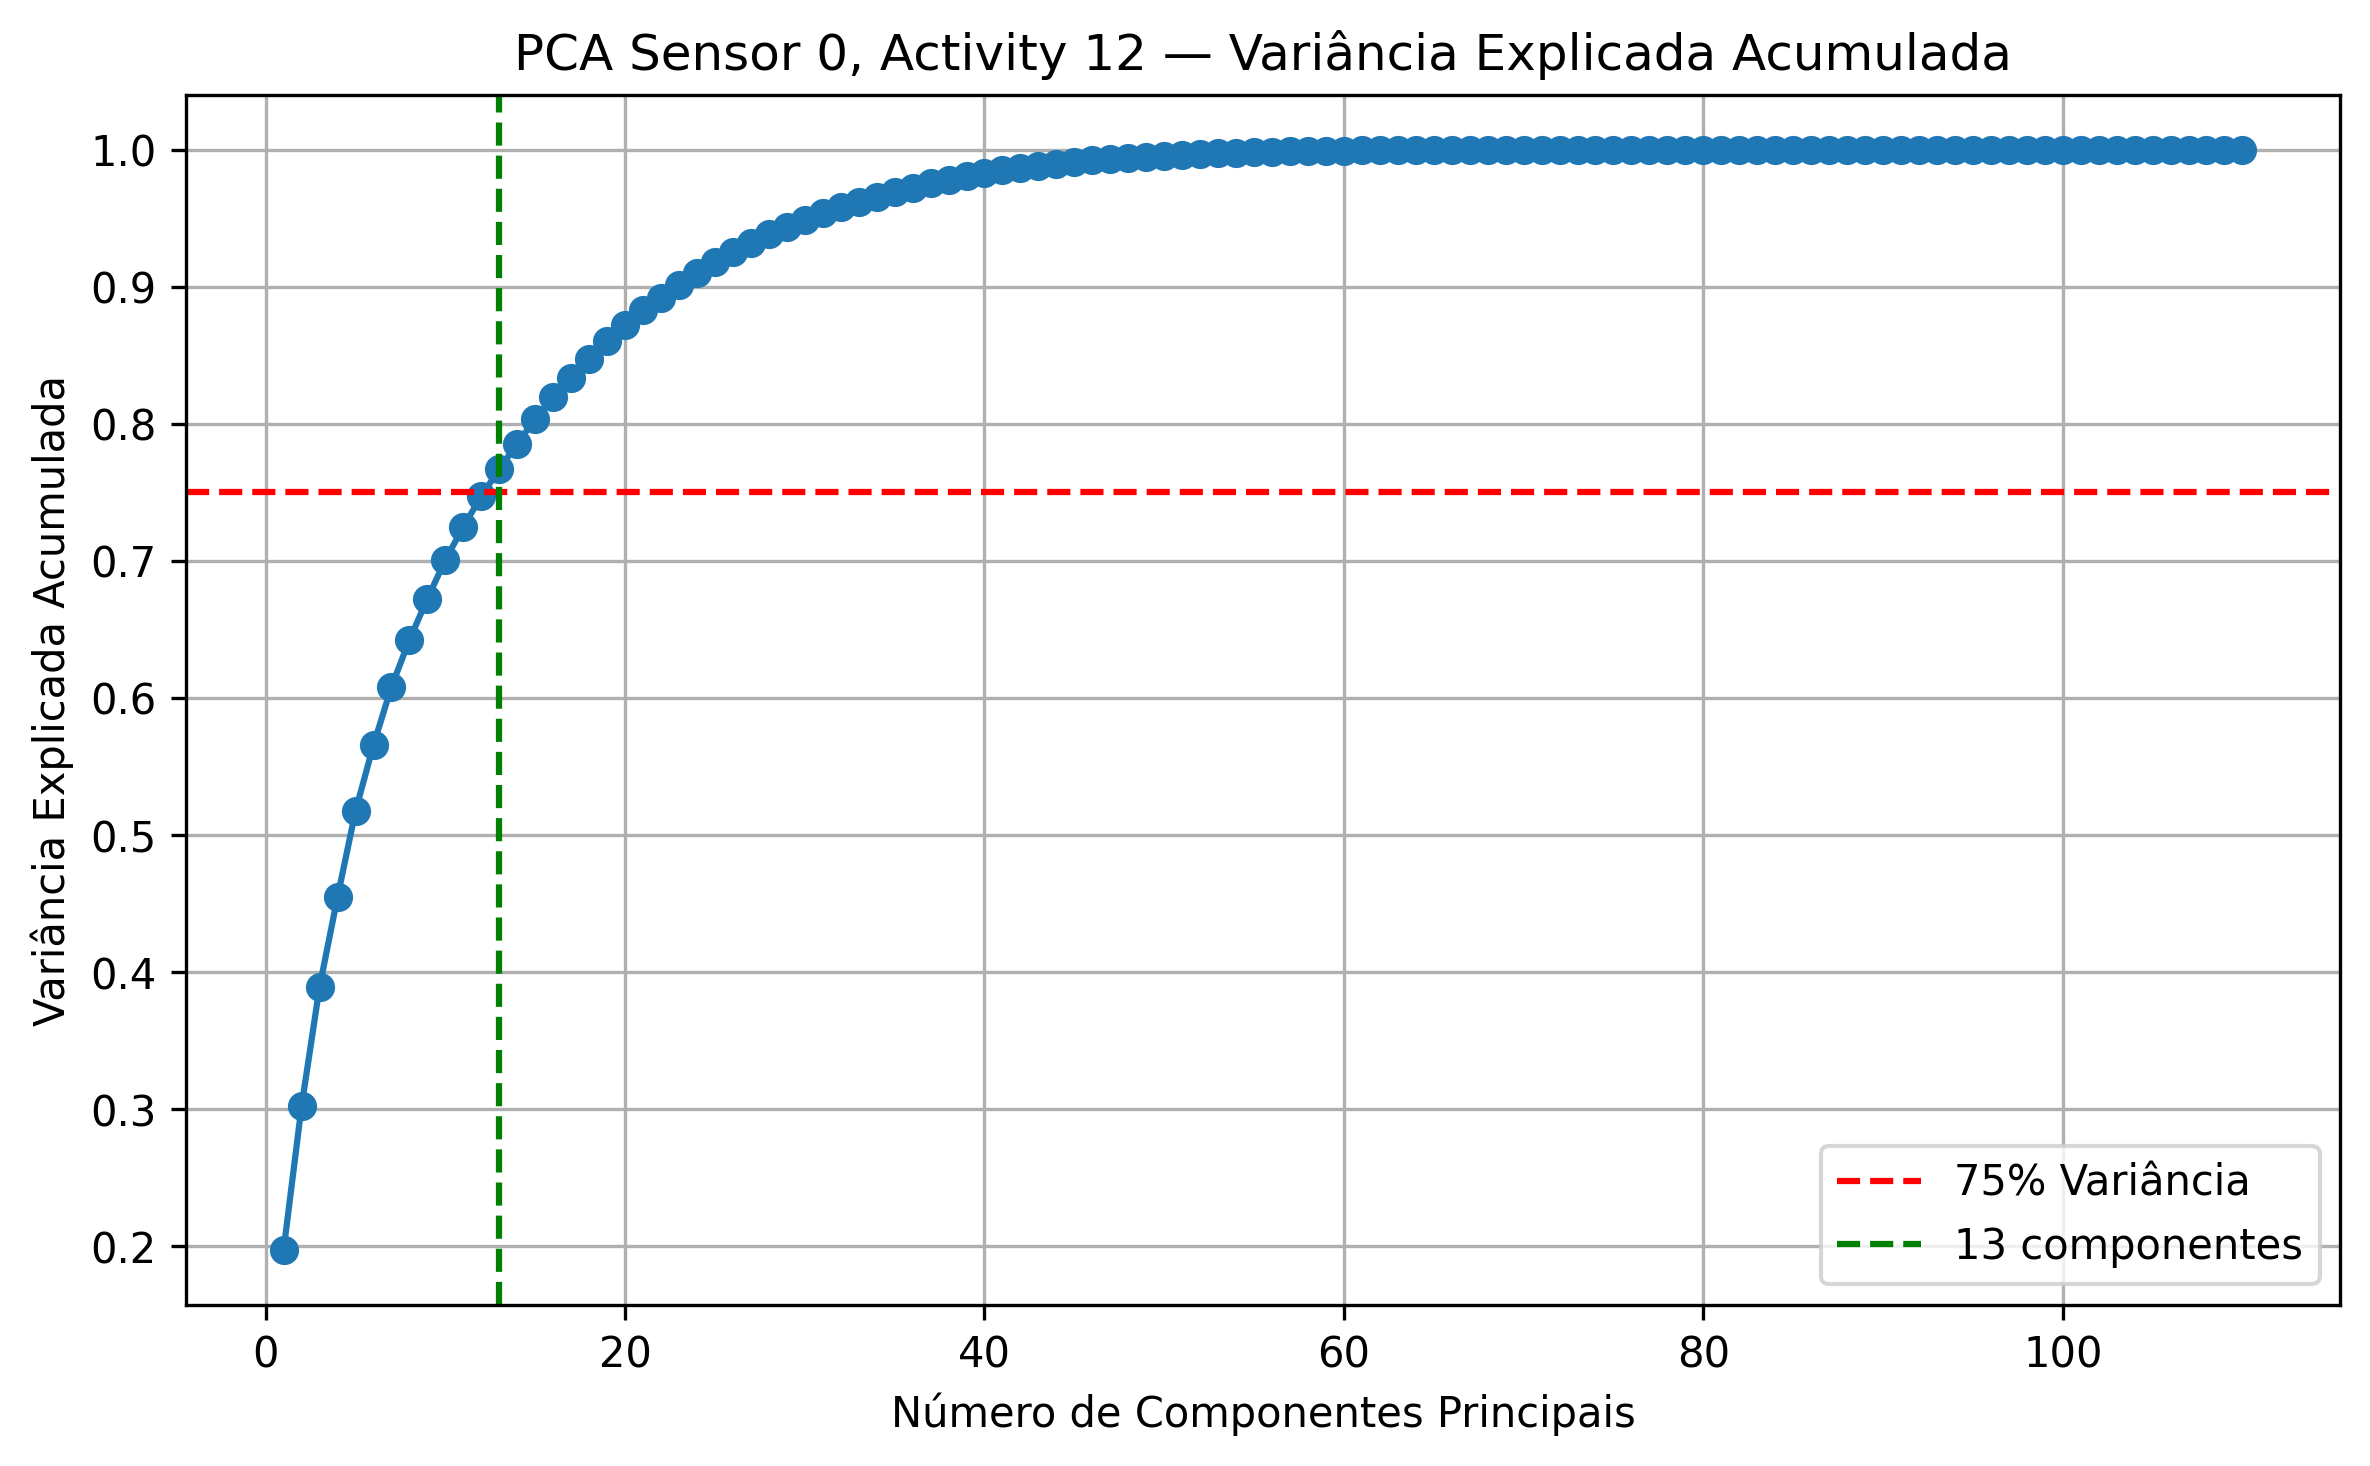 PCA Sensor 0, Activity 12 — Variância Explicada Acumulada
Variância Explicada Acumulada
1.0
0.9
0.8
0.7
0.6
0.5
0.4
0.3
0.2
75% Variância
13 componentes
0 20 40 60 80 100
Número de Componentes Principais